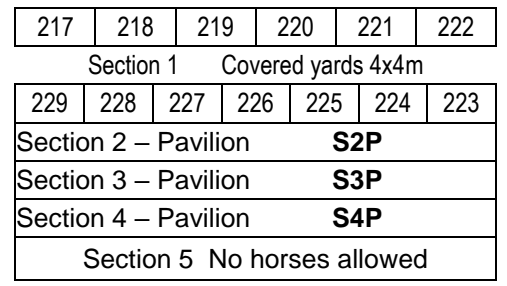 217 218 219 220 221 222
Section 1 Covered yards 4x4m
229 228 227 226 225 224 223
Section 2 – Pavilion S2P
Section 3 – Pavilion S3P
Section 4 – Pavilion S4P
Section 5 No horses allowed